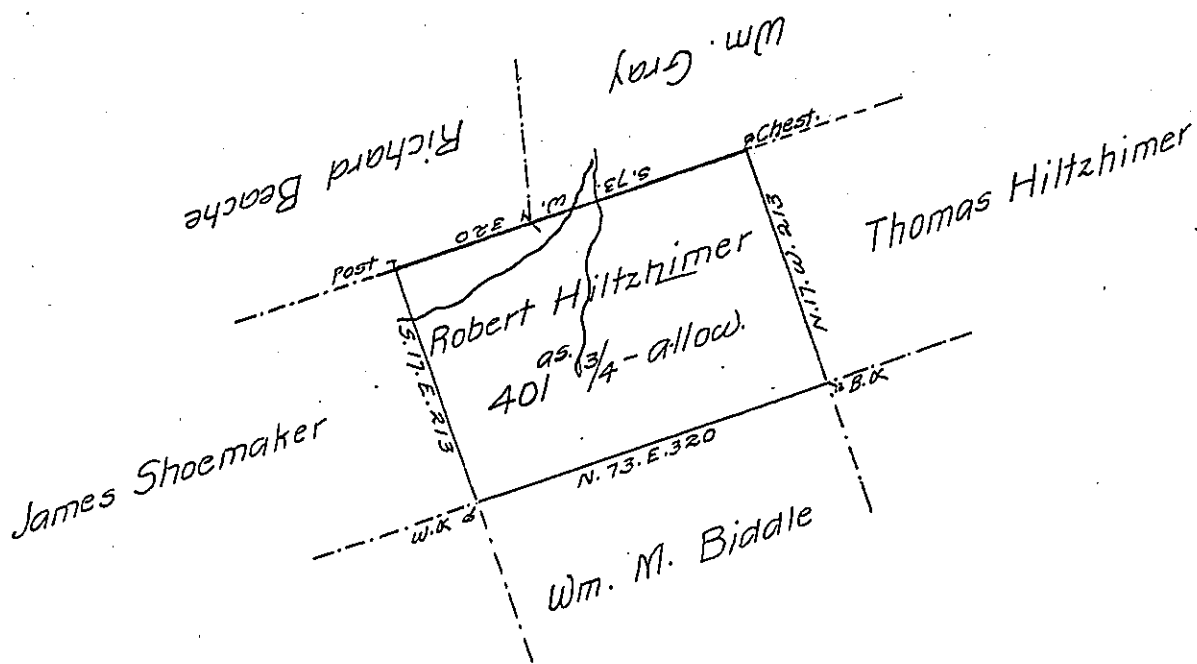 Wm. Gray
Richard Beache
Chest.
S. 73. W. 320
Post
Thomas Hiltzhimer
N. 17. W. 213
Robert Hiltzhimer
401 as. 3/4 - allow.
S. 17. E. 213
B.O
James Shoemaker
N. 73. E. 320
W.O
Wm. M. Biddle